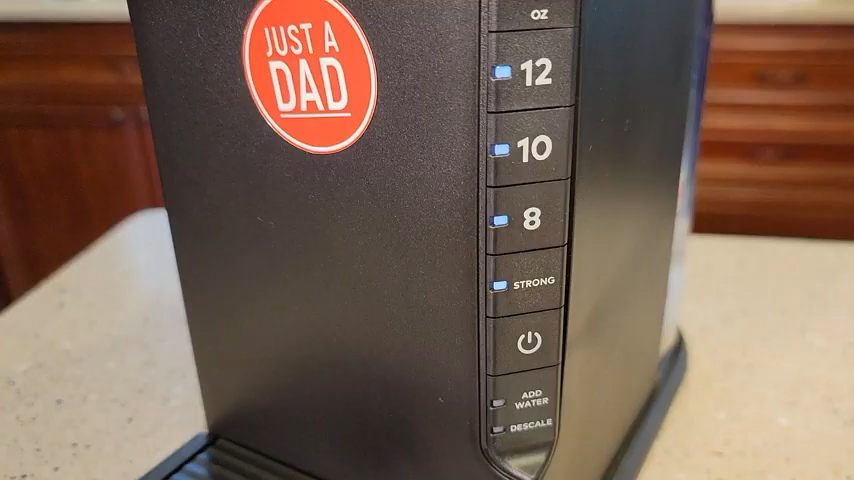 JUST A
DAD
OZ
12
10
8
STRONG
ADD
WATER
DESCALE